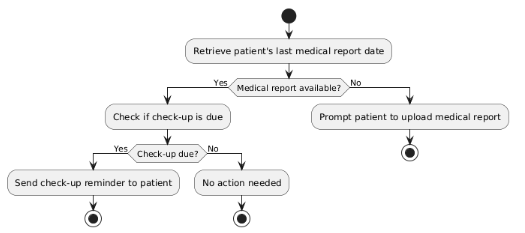 Retrieve patient's last medical report date
Yes
Medical report available?
No
Check if check-up is due
Prompt patient to upload medical report
Yes
Check-up due?
No
Send check-up reminder to patient
No action needed